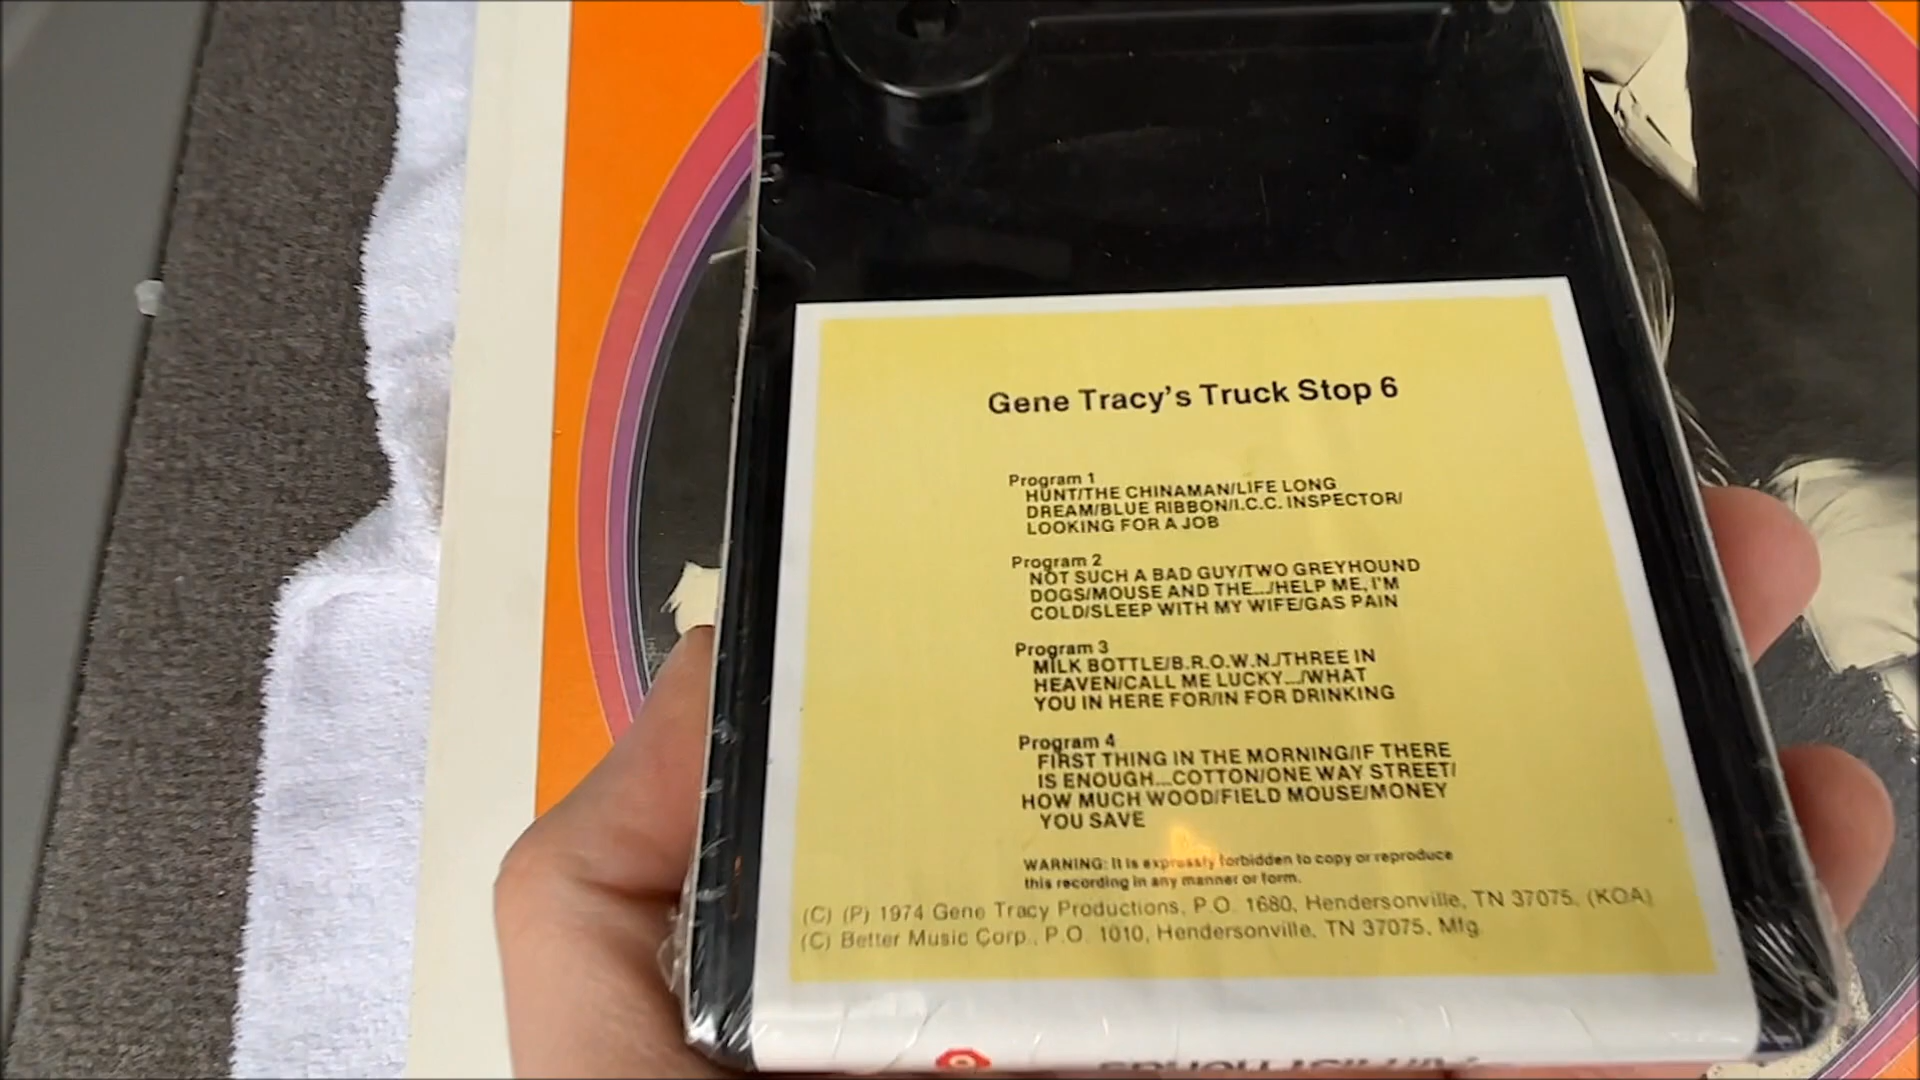 Gene Tracy's Truck Stop 6
Program 1
HUNT/THE CHINAMAN/LIFE LONG
DREAM/BLUE RIBBON/I.C.C. INSPECTOR/
LOOKING FOR A JOB
Program 2
NOT SUCH A BAD GUY/TWO GREYHOUND
DOGS/MOUSE AND THE.../HELP ME, I'M
COLD/SLEEP WITH MY WIFE/GAS PAIN
Program 3
MILK BOTTLE/B.R.O.W.N./THREE IN
HEAVEN/CALL ME LUCKY.../WHAT
YOU IN HERE FOR/IN FOR DRINKING
Program 4
FIRST THING IN THE MORNING/IF THERE
IS ENOUGH...COTTON/ONE WAY STREET/
HOW MUCH WOOD/FIELD MOUSE/MONEY
YOU SAVE
WARNING: It is expressly forbidden to copy or reproduce
this recording in any manner or form.
(C) (P) 1974 Gene Tracy Productions, P.O. 1680, Hendersonville, TN 37075, (KOA)
(C) Better Music Corp., P.O. 1010, Hendersonville, TN 37075, Mfg